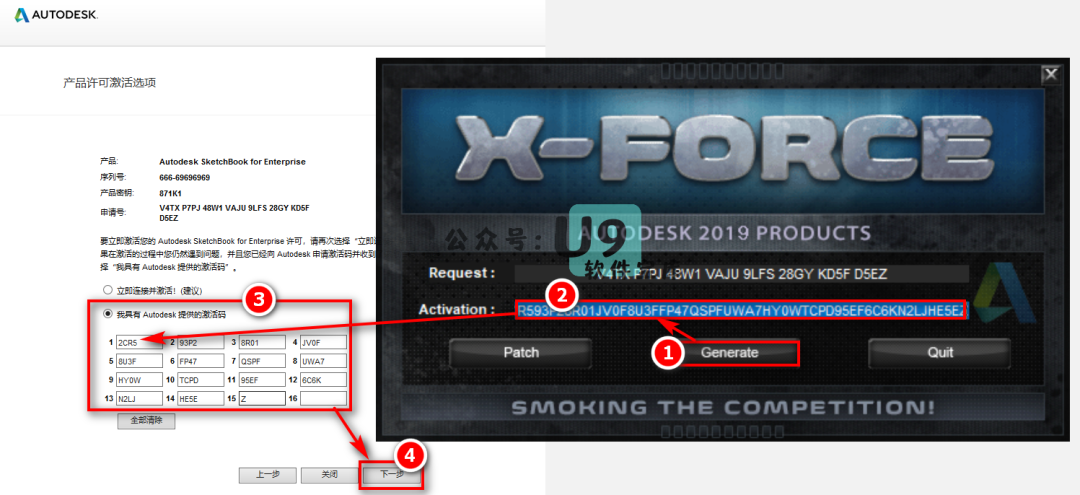 AUTODESK.
产品许可激活选项
产品: Autodesk SketchBook for Enterprise
序列号: 666-69696969
产品密钥: 871K1
申请号: V4TX P7PJ 48W1 VAJU 9LFS 28GY KD5F
D5EZ
要立即激活您的 Autodesk SketchBook for Enterprise 许可，请再次选择“立即
果在激活的过程中您仍然遇到问题，并且您已经向 Autodesk 申请激活码并收到
择“我具有 Autodesk 提供的激活码”。
立即连接并激活! (建议)
我具有 Autodesk 提供的激活码
3
1 2CR5 2 93P2 3 8R01 4 JV0F
5 8U3F 6 FP47 7 QSPF 8 UWA7
9 HY0W 10 TCPD 11 95EF 12 6C6K
13 N2LJ 14 HE5E 15 Z 16
全部清除
上一步 关闭 下一步
4
X
X-FORCE
AUTODESK 2019 PRODUCTS
公众号: U9
软件
Request : V4TX P7PJ 48W1 VAJU 9LFS 28GY KD5F D5EZ
2
Activation :
1
Patch Generate Quit
SMOKING THE COMPETITION!